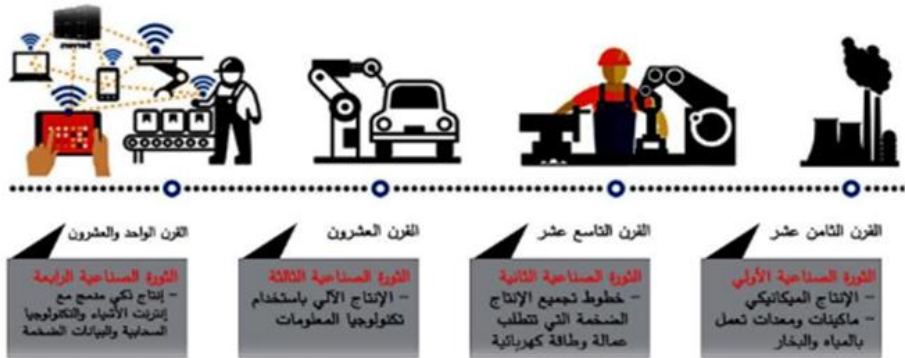 القرن الثامن عشر
الثورة الصناعية الأولي
– الإنتاج الميكانيكي
– ماكينات ومعدات تعمل
بالمياه والبخار
القرن التاسع عشر
الثورة الصناعية الثانية
– خطوط تجميع الإنتاج
الضخمة التي تتطلب
عمالة وطاقة كهربائية
القرن العشرون
الثورة الصناعية الثالثة
– الإنتاج الآلي باستخدام
تكنولوجيا المعلومات
القرن الواحد والعشرون
الثورة الصناعية الرابعة
– إنتاج ذكي مدمج مع
إنترنت الأشياء والتكنولوجيا
السحابية والبيانات الضخمة